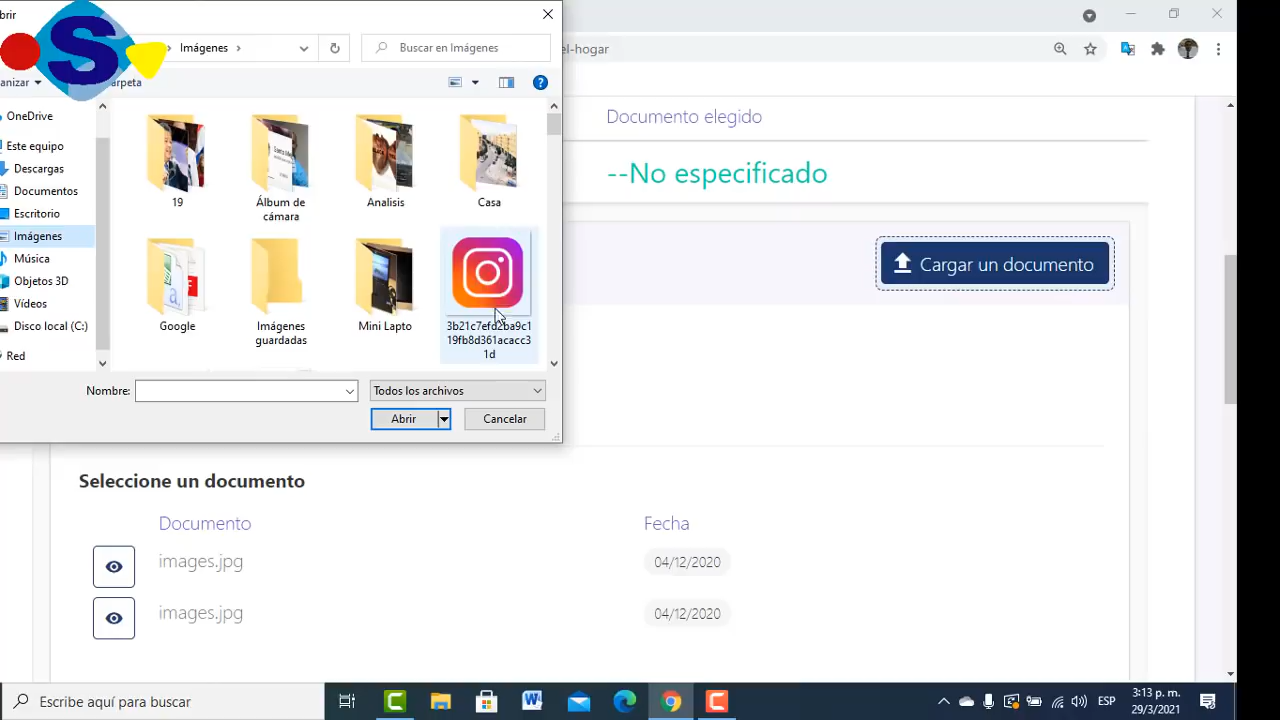 brir
S
Imágenes
Buscar en Imágenes
anizar
arpeta
OneDrive
Este equipo
Descargas
Documentos
Escritorio
Imágenes
Música
Objetos 3D
Vídeos
Disco local (C:)
Red
19
Álbum de
cámara
Analisis
Casa
Google
Imágenes
guardadas
Mini Lapto
3b21c7efd2ba9c1
19fb8d361acacc3
1d
Nombre:
Todos los archivos
Abrir
Cancelar
el-hogar
Documento elegido
--No especificado
Cargar un documento
Seleccione un documento
Documento
Fecha
images.jpg
04/12/2020
images.jpg
04/12/2020
Escribe aquí para buscar
ESP
3:13 p. m.
29/3/2021